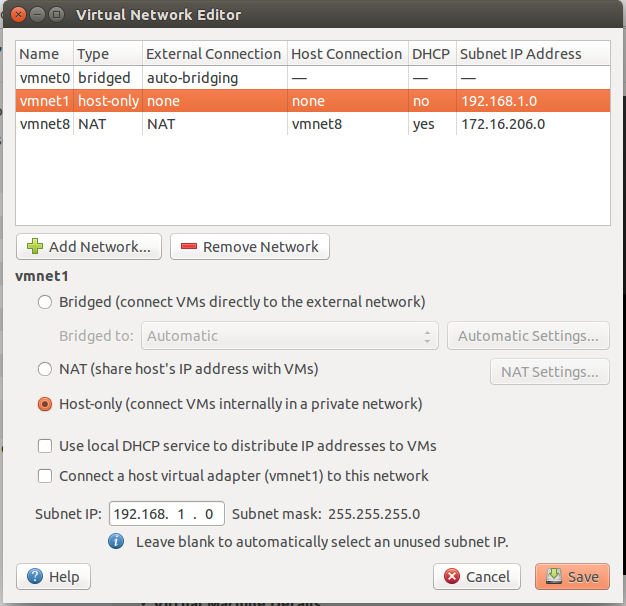 Virtual Network Editor
Name Type External Connection Host Connection DHCP Subnet IP Address
vmnet0 bridged auto-bridging — — —
vmnet1 host-only none none no 192.168.1.0
vmnet8 NAT NAT vmnet8 yes 172.16.206.0
Add Network... Remove Network
vmnet1
Bridged (connect VMs directly to the external network)
Bridged to: Automatic Automatic Settings...
NAT (share host's IP address with VMs)
NAT Settings...
Host-only (connect VMs internally in a private network)
Use local DHCP service to distribute IP addresses to VMs
Connect a host virtual adapter (vmnet1) to this network
Subnet IP: 192.168. 1 . 0 Subnet mask: 255.255.255.0
Leave blank to automatically select an unused subnet IP.
Help Cancel Save
Virtual Machine Details